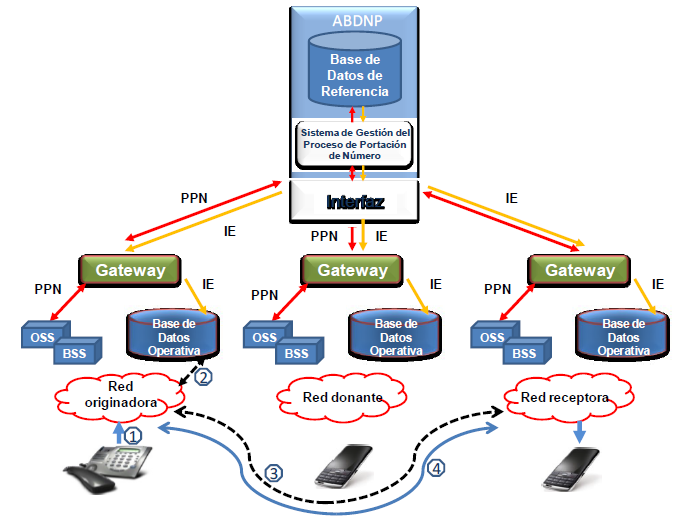 ABDNP
Base de
Datos de
Referencia
Sistema de Gestión del
Proceso de Portación
de Número
Interfaz
PPN
IE
PPN
IE
IE
Gateway
Gateway
Gateway
PPN
IE
PPN
IE
PPN
IE
OSS
BSS
Base de
Datos
Operativa
OSS
BSS
Base de
Datos
Operativa
OSS
BSS
Base de
Datos
Operativa
2
Red
originadora
Red donante
Red receptora
1
3
4